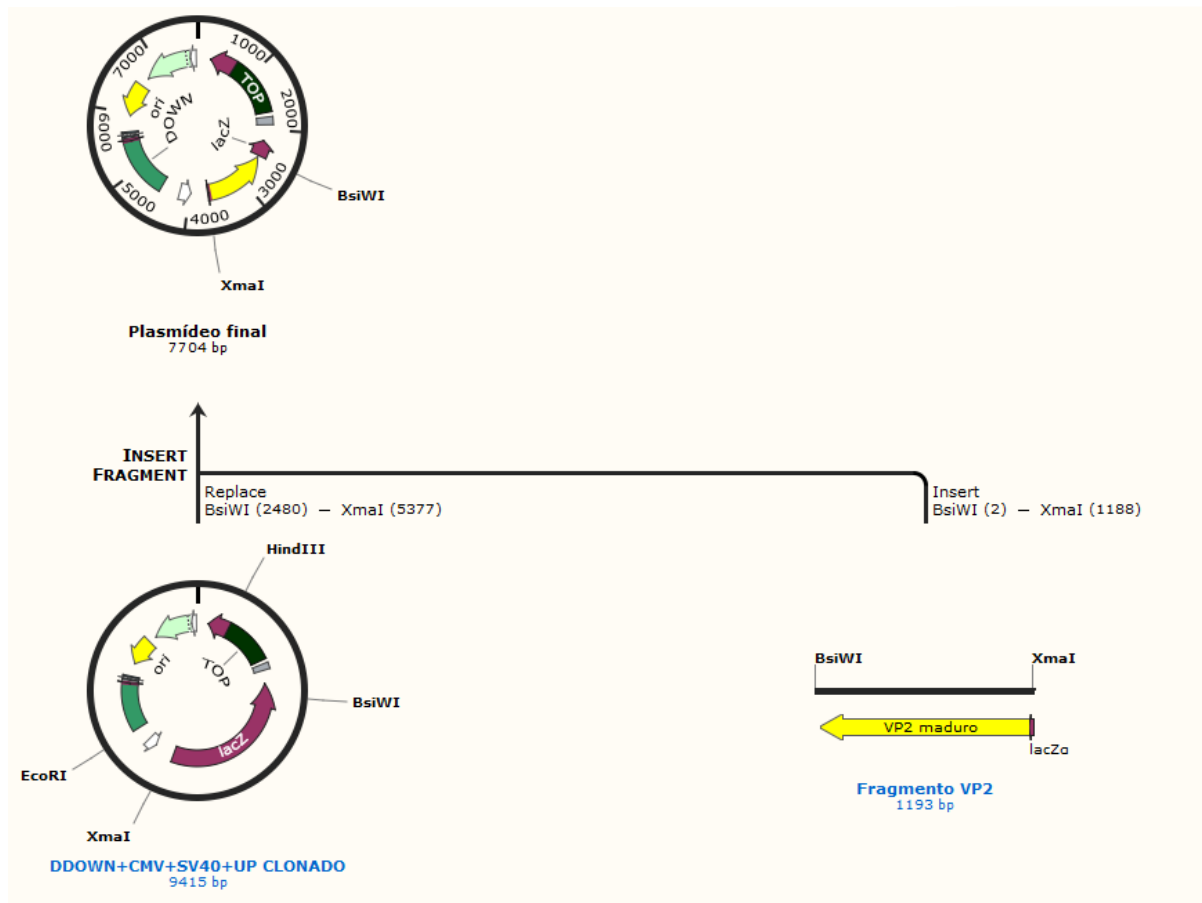 1000
2000
3000
4000
5000
6000
7000
TOP
lacZ
DOWN
ori
BsiWI
XmaI
Plasmídeo final
7704 bp
INSERT
FRAGMENT
Replace
BsiWI (2480) – XmaI (5377)
Insert
BsiWI (2) – XmaI (1188)
HindIII
TOP
ori
BsiWI
lacZ
EcoRI
XmaI
DDOWN+CMV+SV40+UP CLONADO
9415 bp
BsiWI
XmaI
VP2 maduro
lacZα
Fragmento VP2
1193 bp